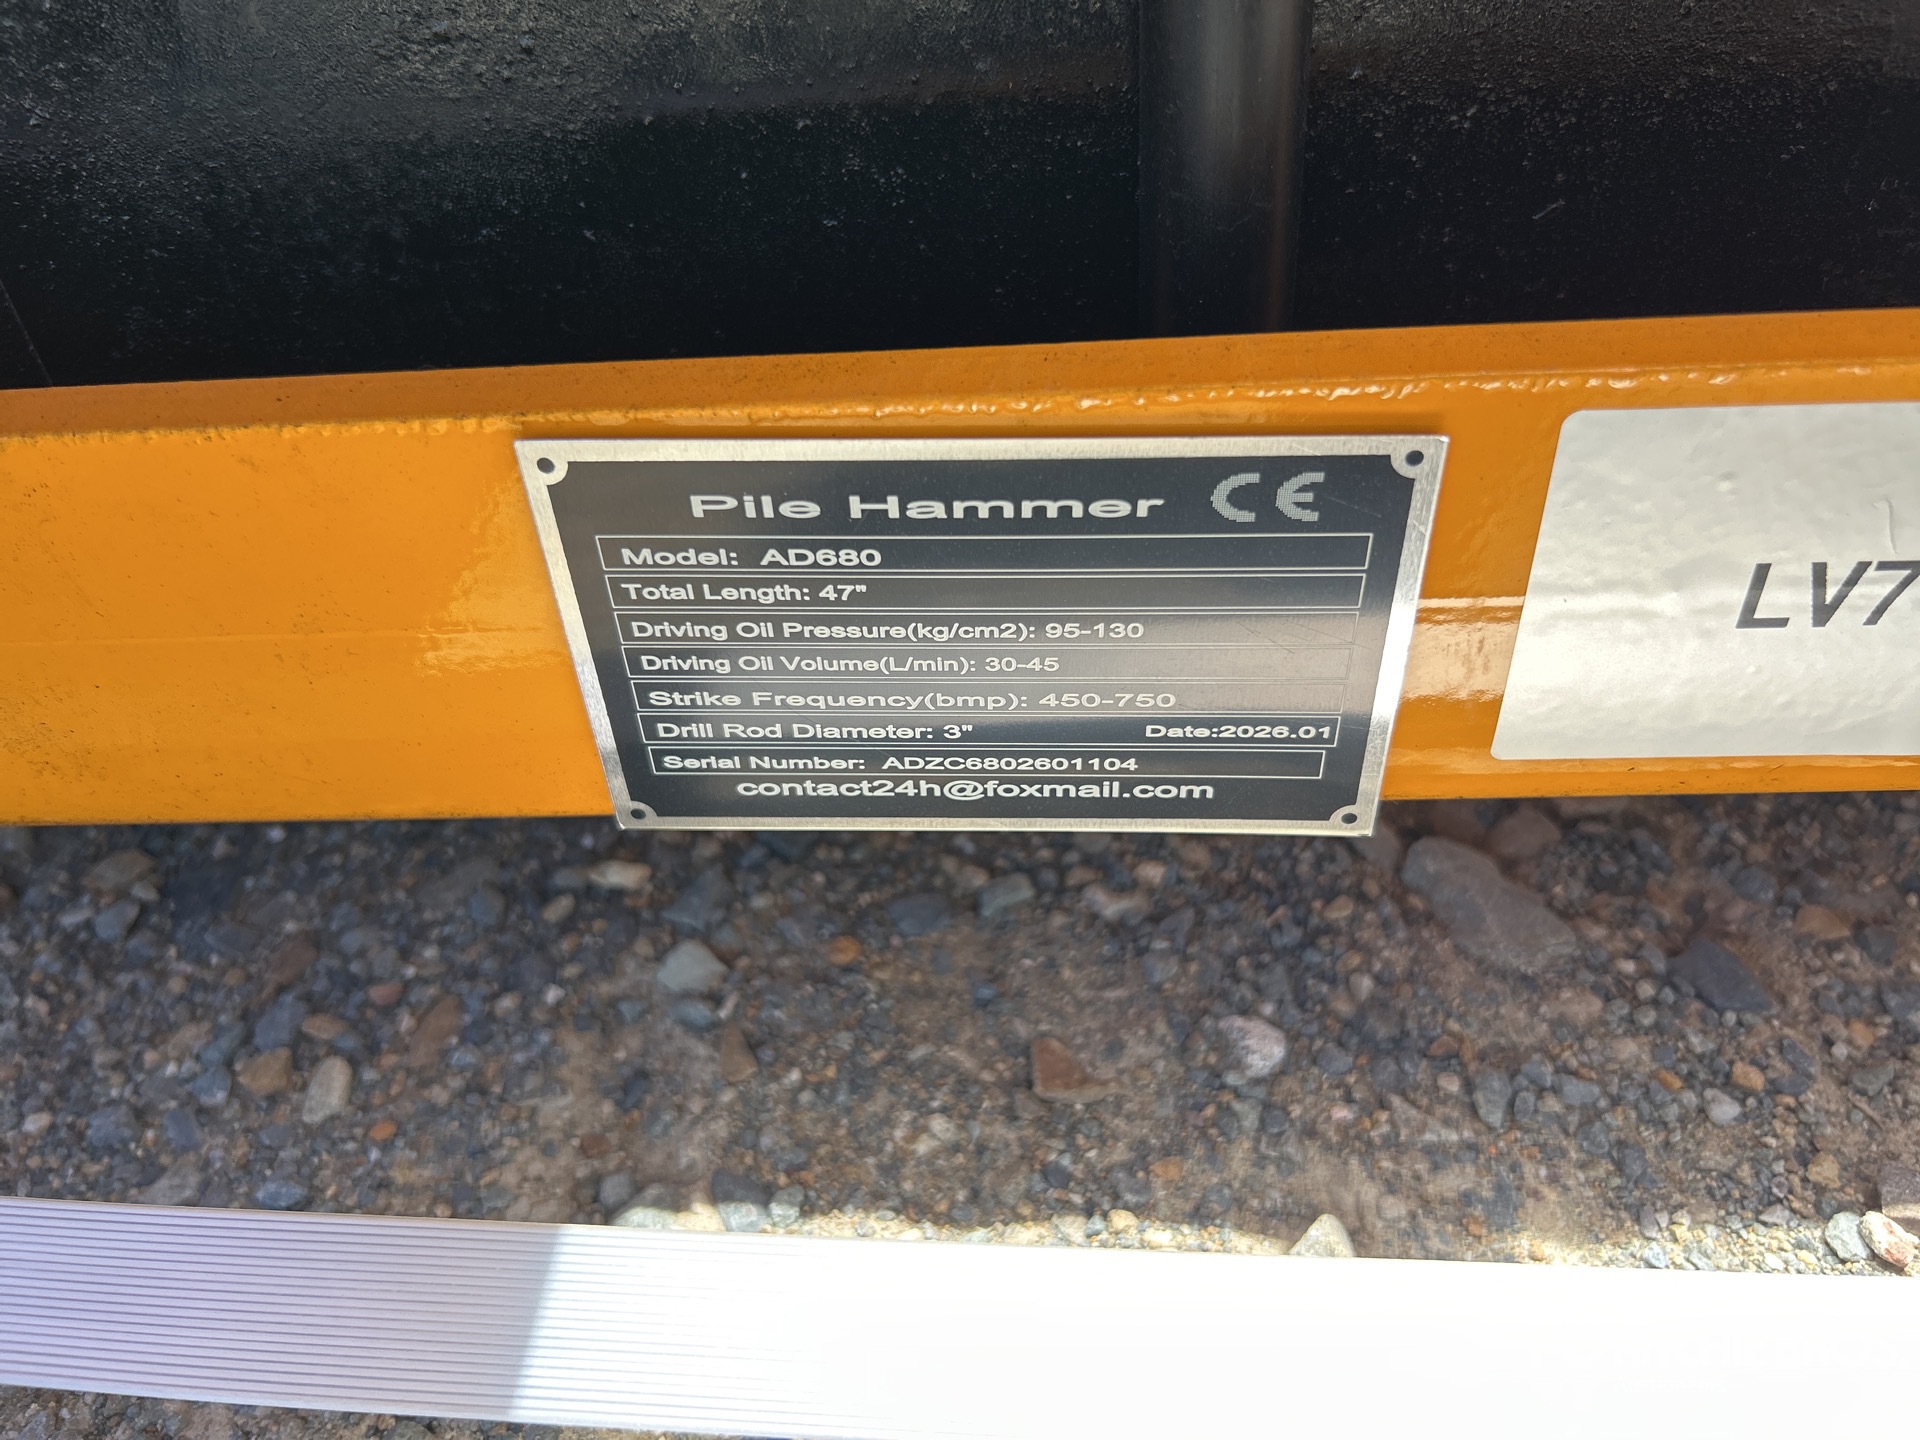 Pile Hammer CE
Model: AD680
Total Length: 47"
Driving Oil Pressure(kg/cm2): 95-130
Driving Oil Volume(L/min): 30-45
Strike Frequency(bmp): 450-750
Drill Rod Diameter: 3" Date:2026.01
Serial Number: ADZC6802601104
contact24h@foxmail.com
LV7